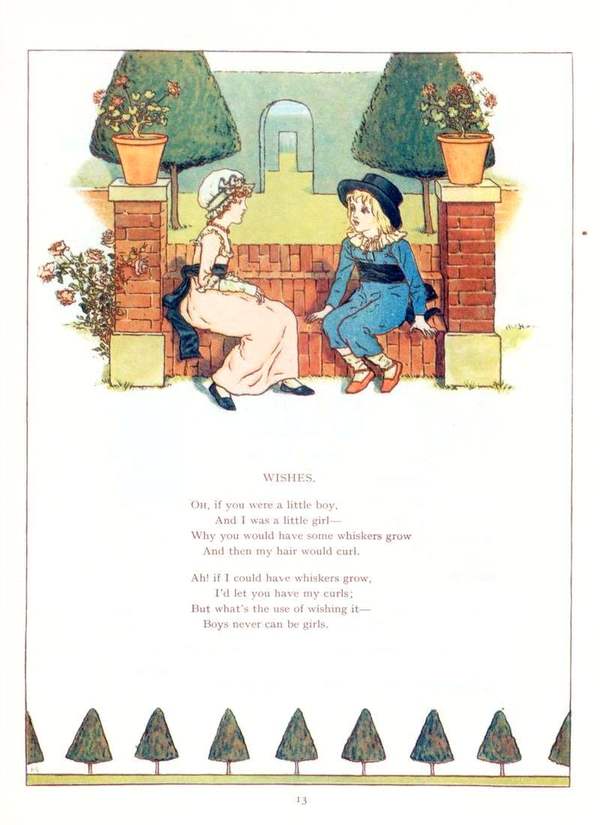 WISHES.
OH, if you were a little boy,
And I was a little girl—
Why you would have some whiskers grow
And then my hair would curl.
Ah! if I could have whiskers grow,
I'd let you have my curls;
But what's the use of wishing it—
Boys never can be girls.
13